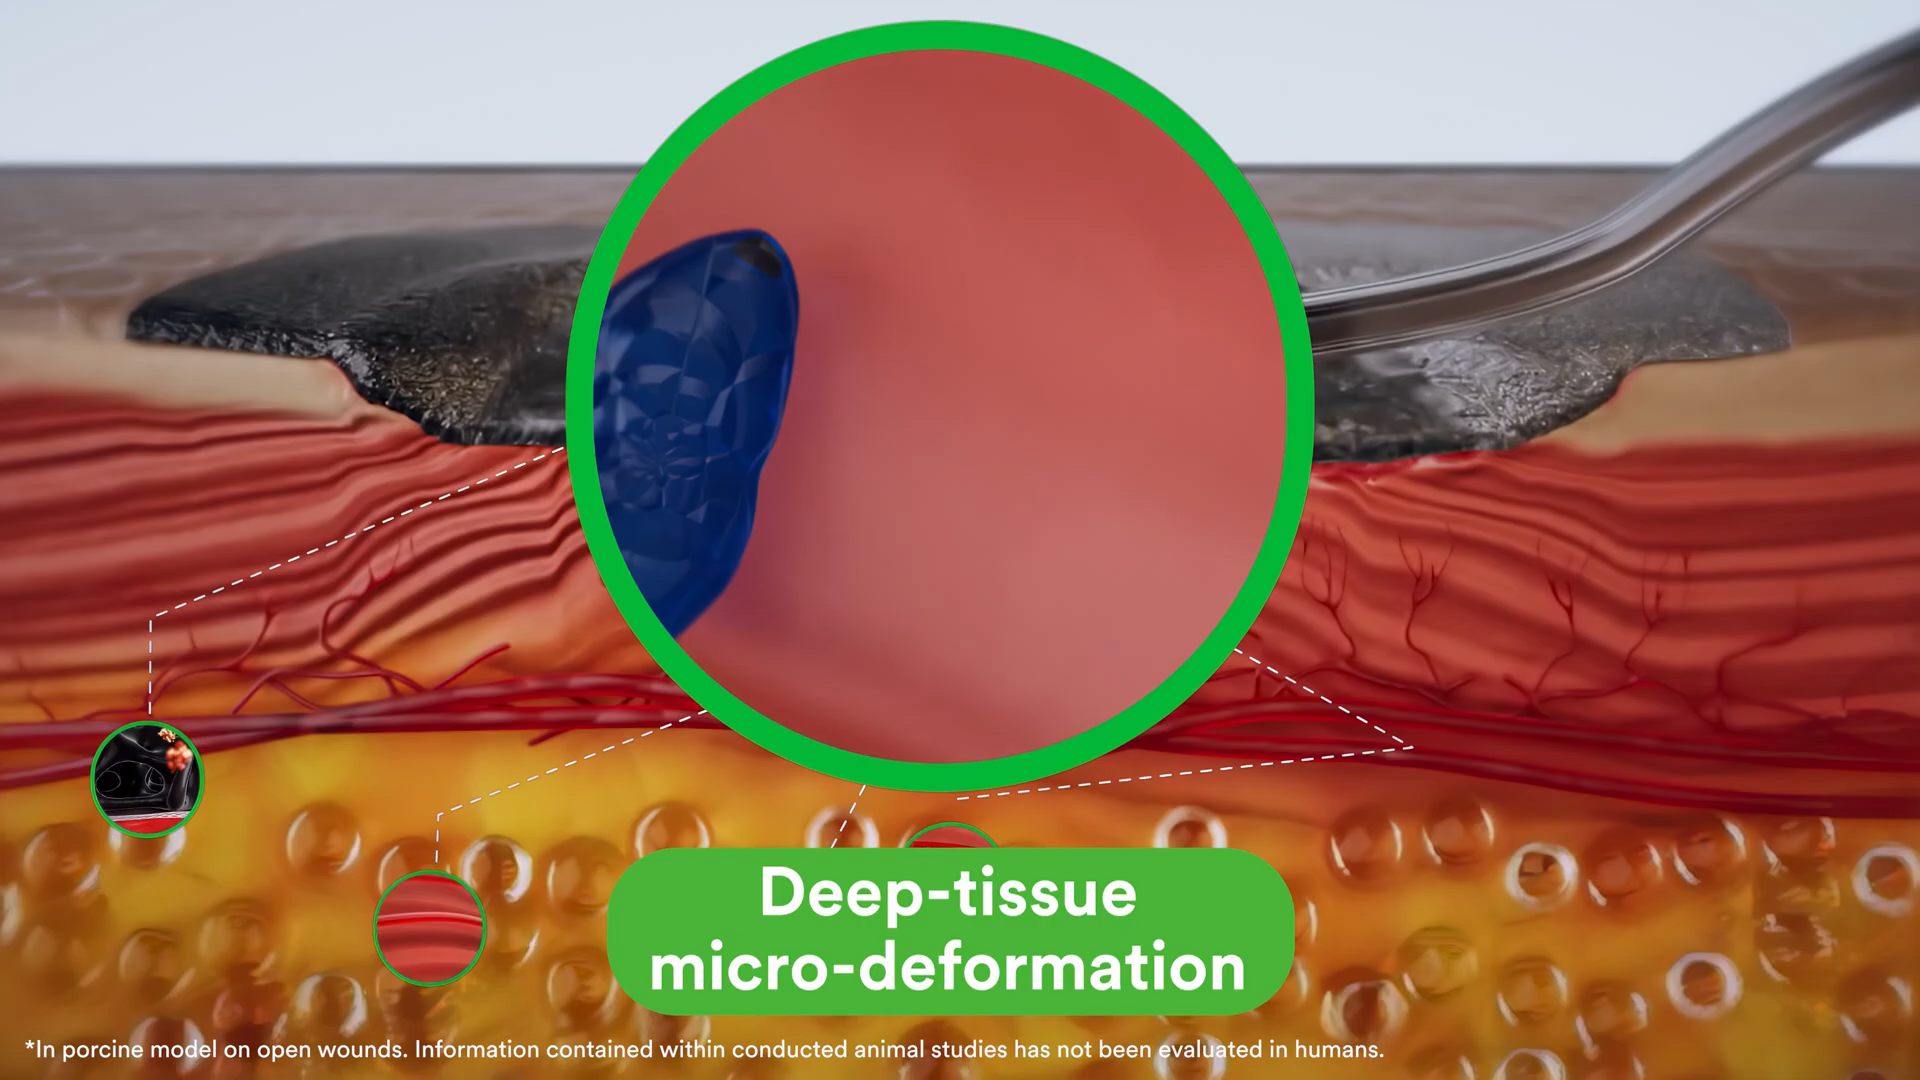 Deep-tissue
micro-deformation
*In porcine model on open wounds. Information contained within conducted animal studies has not been evaluated in humans.